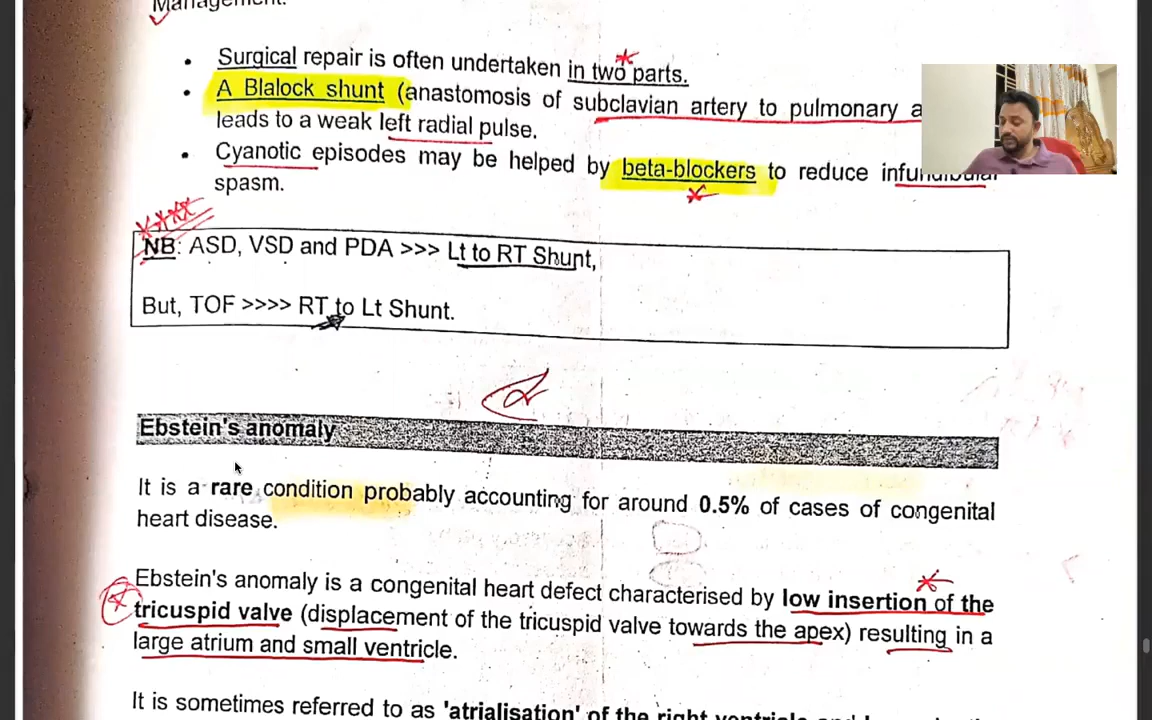 Management:
• Surgical repair is often undertaken in two parts.
• A Blalock shunt (anastomosis of subclavian artery to pulmonary a
leads to a weak left radial pulse.
• Cyanotic episodes may be helped by beta-blockers to reduce infundibular
spasm.
NB: ASD, VSD and PDA >>> Lt to RT Shunt,
But, TOF >>>> RT to Lt Shunt.
Ebstein's anomaly
It is a rare condition probably accounting for around 0.5% of cases of congenital
heart disease.
Ebstein's anomaly is a congenital heart defect characterised by low insertion of the
tricuspid valve (displacement of the tricuspid valve towards the apex) resulting in a
large atrium and small ventricle.
It is sometimes referred to as 'atrialisation' of the right ventricle